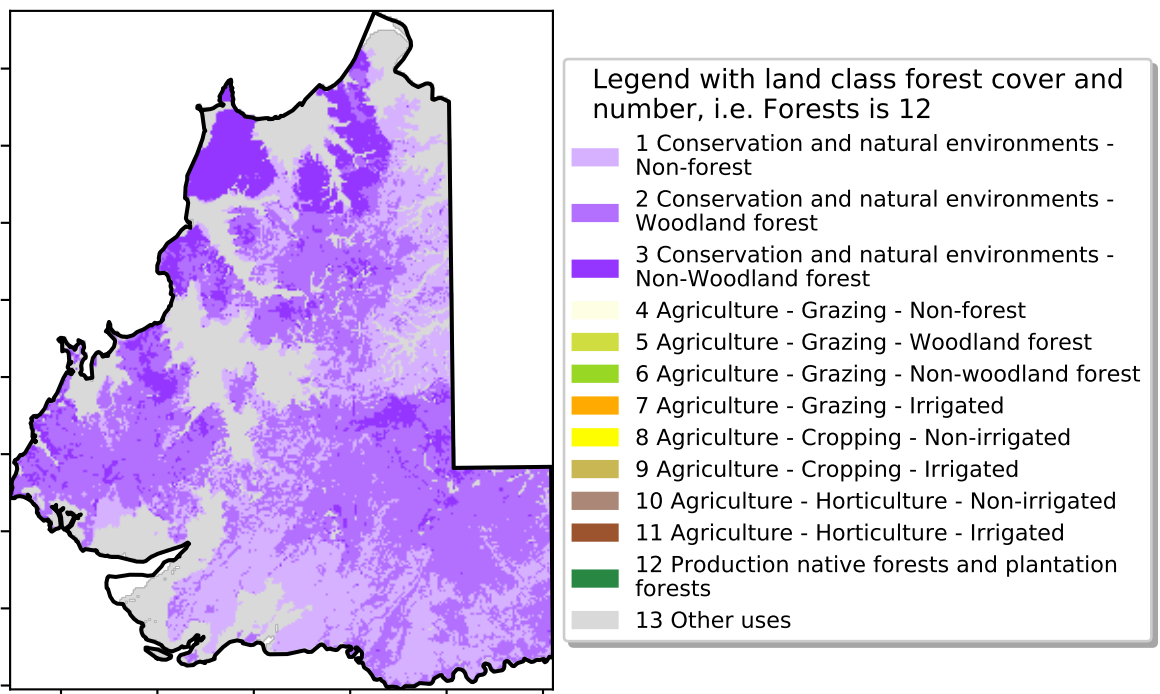 Legend with land class forest cover and
number, i.e. Forests is 12
1 Conservation and natural environments -
Non-forest
2 Conservation and natural environments -
Woodland forest
3 Conservation and natural environments -
Non-Woodland forest
4 Agriculture - Grazing - Non-forest
5 Agriculture - Grazing - Woodland forest
6 Agriculture - Grazing - Non-woodland forest
7 Agriculture - Grazing - Irrigated
8 Agriculture - Cropping - Non-irrigated
9 Agriculture - Cropping - Irrigated
10 Agriculture - Horticulture - Non-irrigated
11 Agriculture - Horticulture - Irrigated
12 Production native forests and plantation
forests
13 Other uses